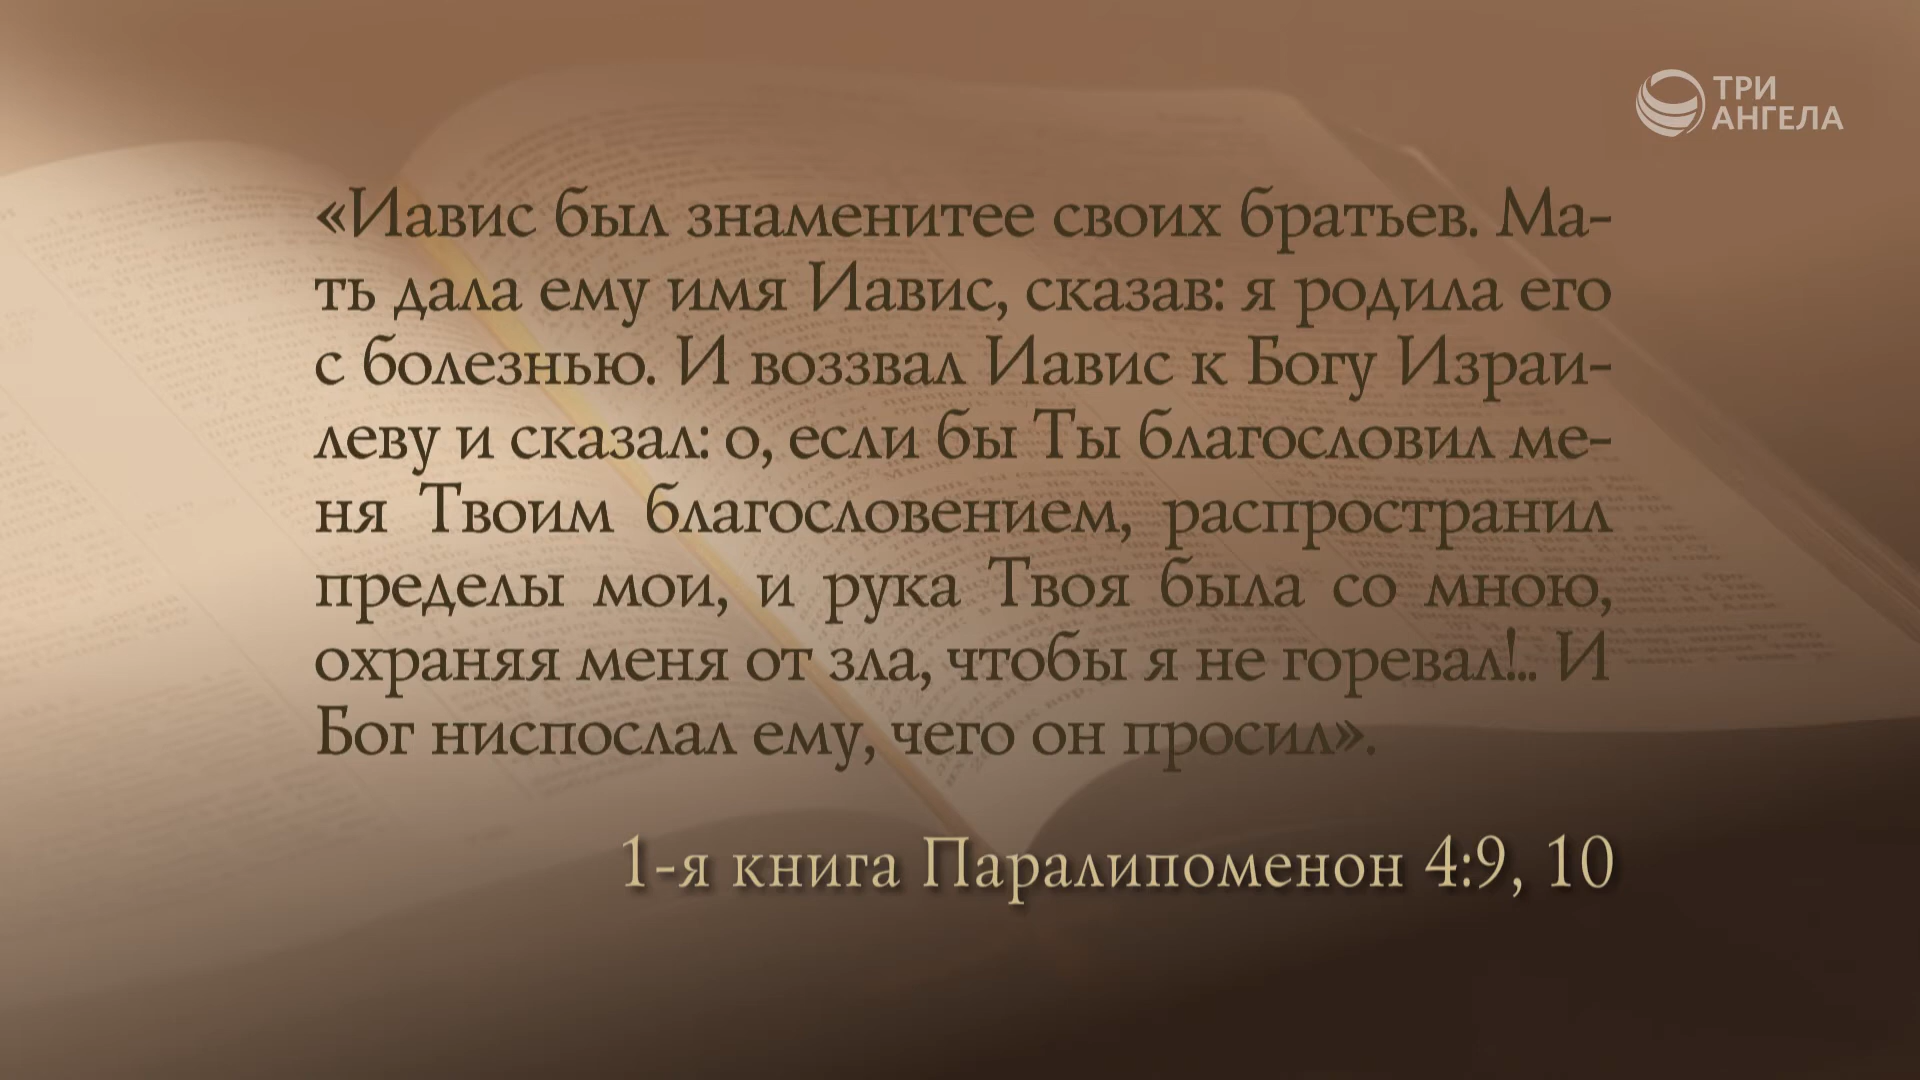 ТРИ
АНГЕЛА
«Иавис был знаменитее своих братьев. Ма-
ть дала ему имя Иавис, сказав: я родила его
с болезнью. И воззвал Иавис к Богу Израи-
леву и сказал: о, если бы Ты благословил ме-
ня Твоим благословением, распространил
пределы мои, и рука Твоя была со мною,
охраняя меня от зла, чтобы я не горевал!.. И
Бог ниспослал ему, чего он просил».
1-я книга Паралипоменон 4:9, 10